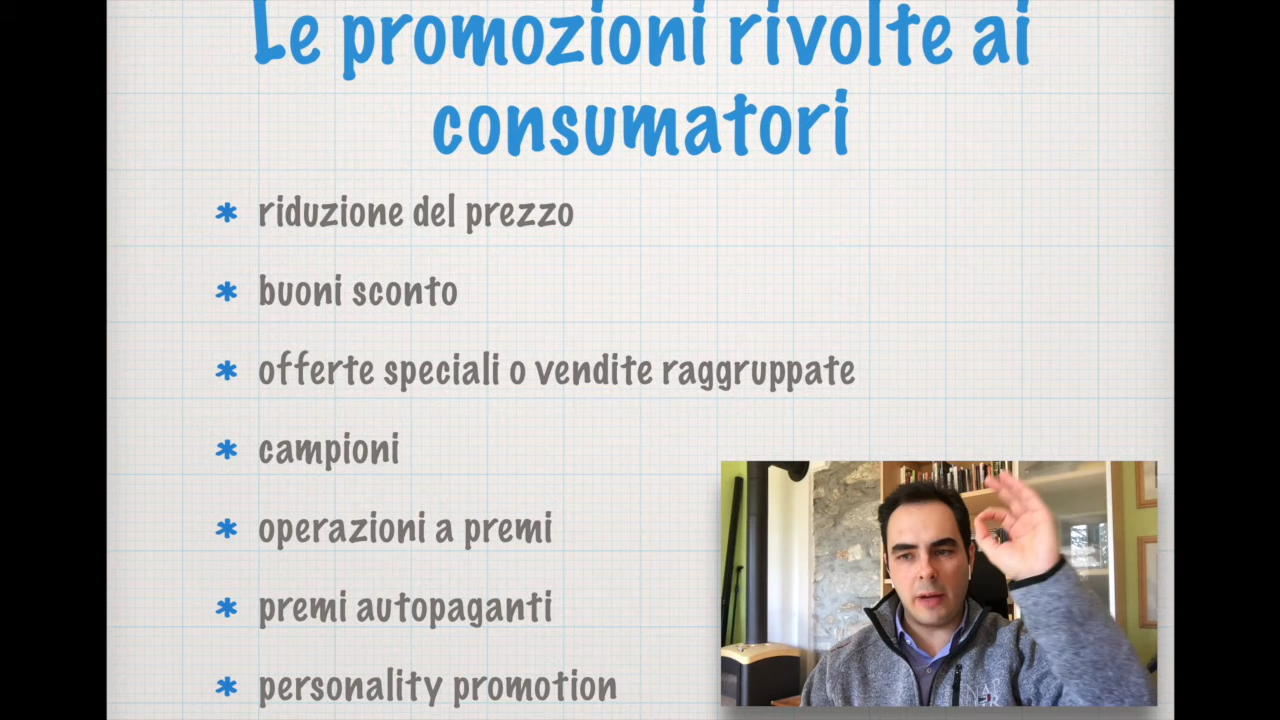 Le promozioni rivolte ai
consumatori
* riduzione del prezzo
* buoni sconto
* offerte speciali o vendite raggruppate
* campioni
* operazioni a premi
* premi autopaganti
* personality promotion